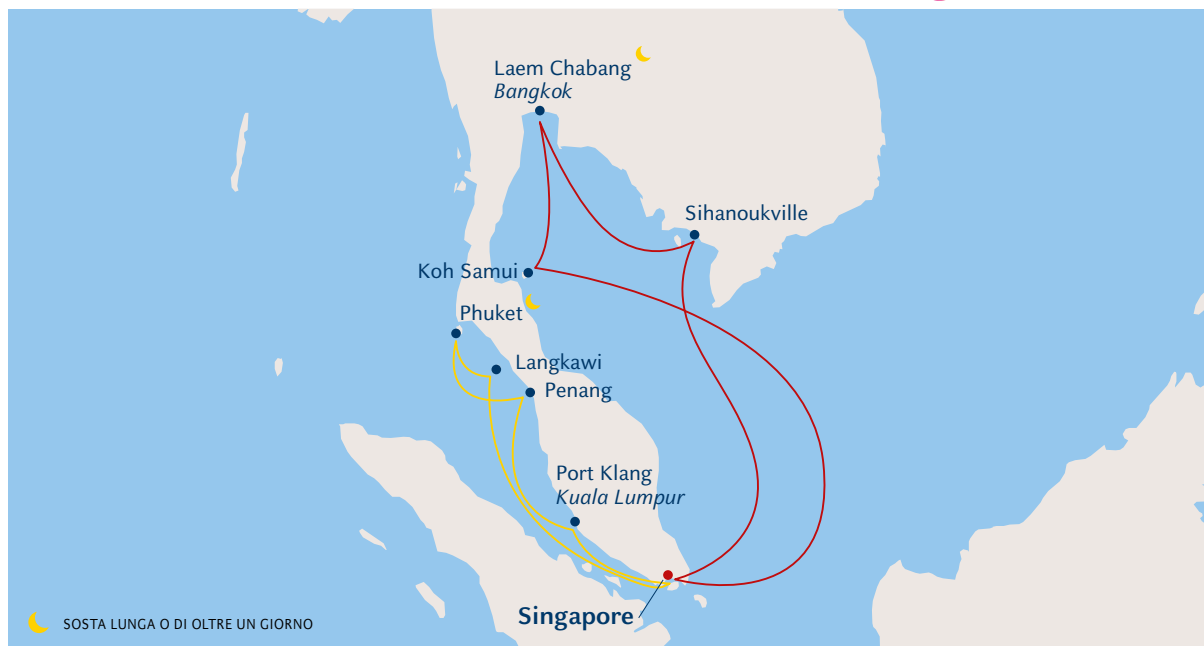 Laem Chabang
Bangkok
Sihanoukville
Koh Samui
Phuket
Langkawi
Penang
Port Klang
Kuala Lumpur
Singapore
SOSTA LUNGA O DI OLTRE UN GIORNO